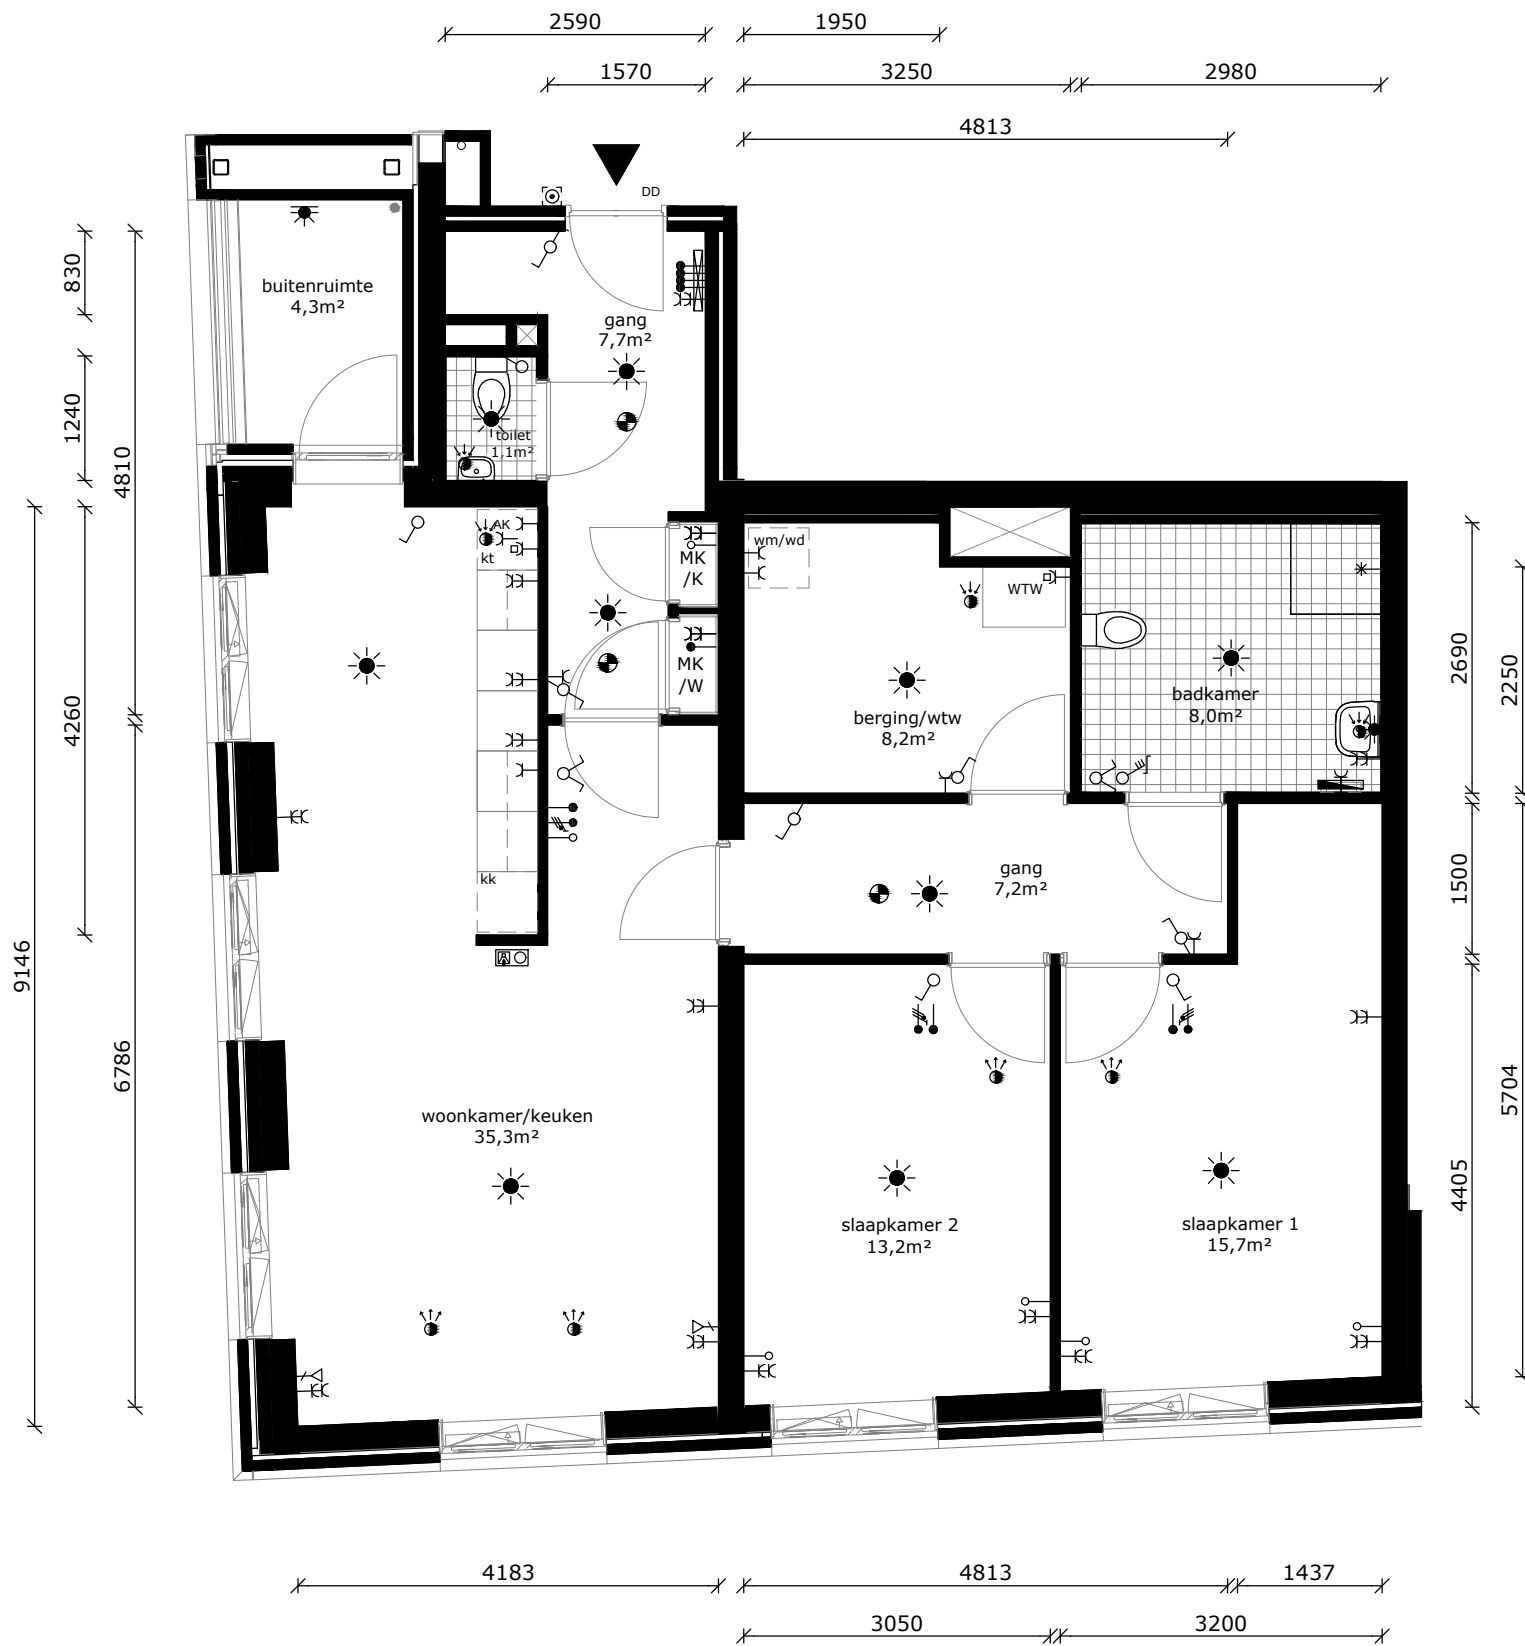 2590
1950
1570
3250
2980
4813
DD
830
buitenruimte
4,3m²
gang
7,7m²
1240
toilet
1,1m²
4810
AK
kt
MK
/K
wm/wd
WTW
MK
/W
2690
2250
badkamer
8,0m²
berging/wtw
8,2m²
4260
kk
gang
7,2m²
1500
9146
6786
woonkamer/keuken
35,3m²
5704
4405
slaapkamer 2
13,2m²
slaapkamer 1
15,7m²
4183
4813
1437
3050
3200